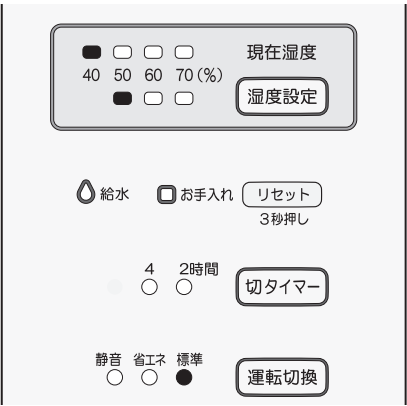 現在湿度
40 50 60 70(%)
湿度設定
給水 お手入れ リセット
3秒押し
4 2時間
切タイマー
静音 省エネ 標準
運転切換